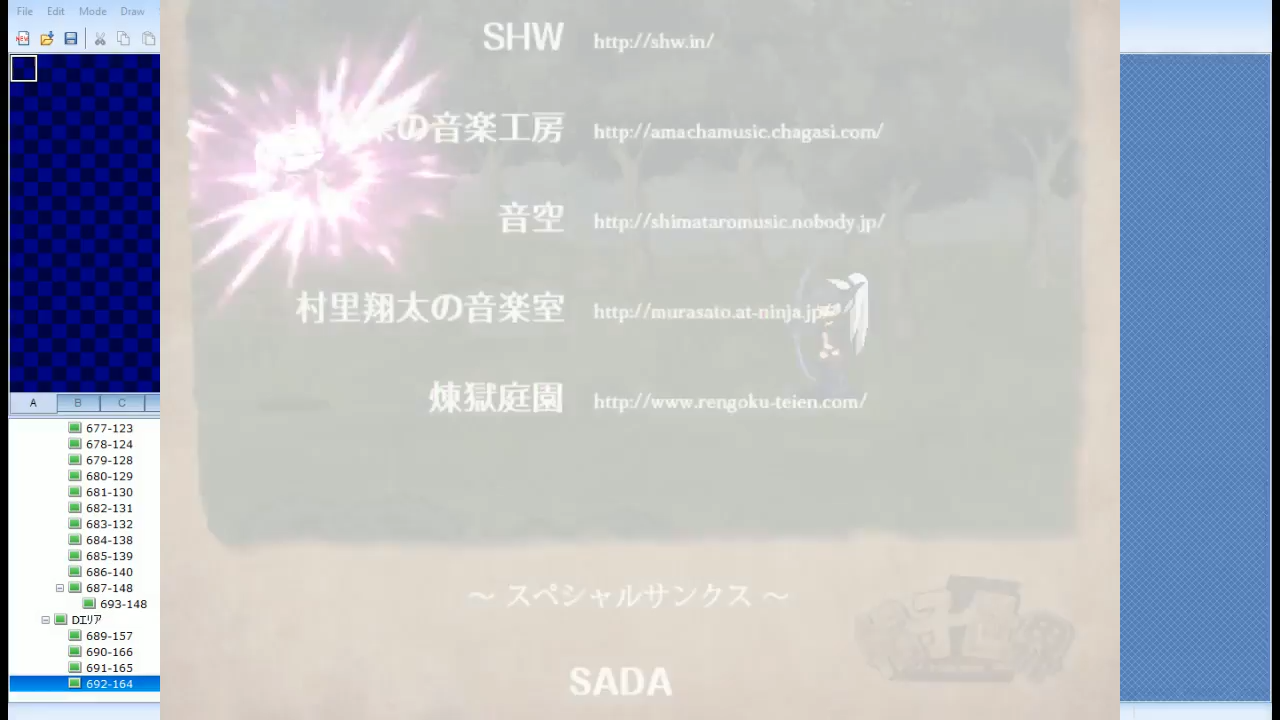 File Edit Mode Draw
SHW http://shw.in/
の音楽工房 http://amachamusic.chagasi.com/
音空 http://shimataromusic.nobody.jp/
村里翔太の音楽室 http://murasato.at-ninja.jp/
煉獄庭園 http://www.rengoku-teien.com/
A B C
677-123
678-124
679-128
680-129
681-130
682-131
683-132
684-138
685-139
686-140
687-148
693-148
Dエリア
689-157
690-166
691-165
692-164
～ スペシャルサンクス ～
SADA